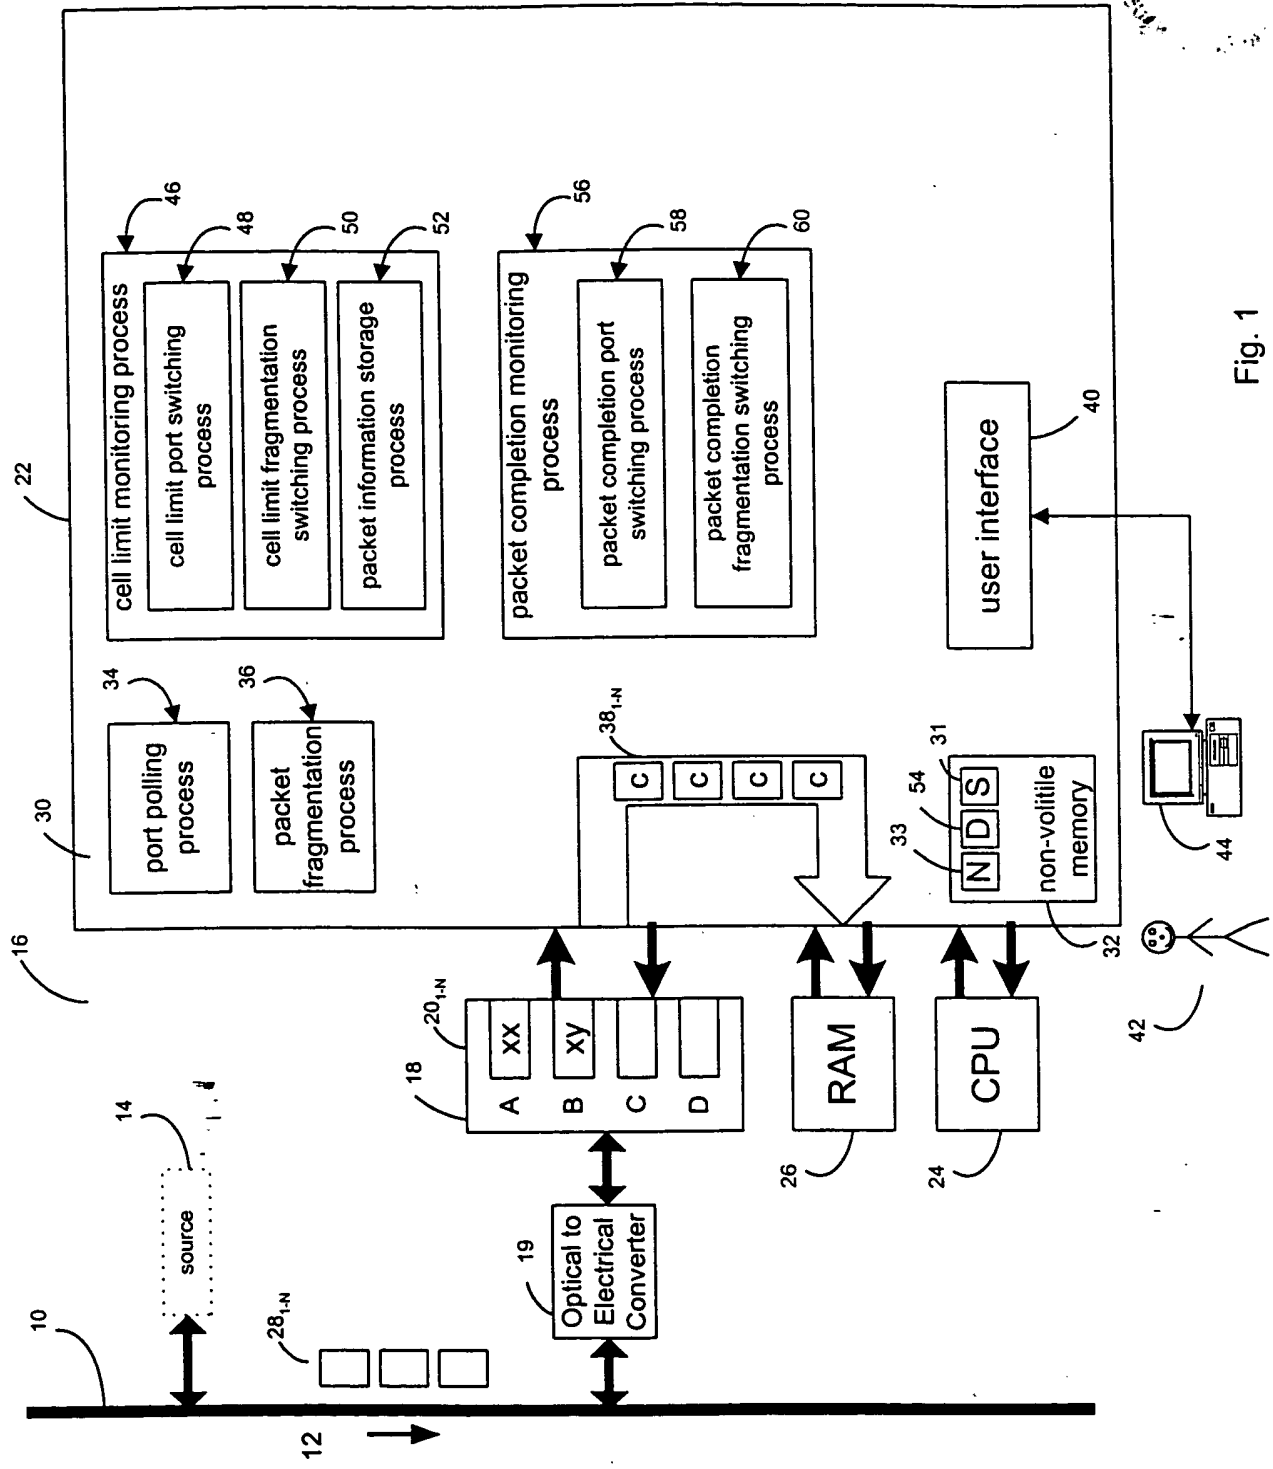 10
12
28₁₋N
14
source
16
22
30
34
port polling
process
36
packet
fragmentation
process
46
cell limit monitoring process
48
cell limit port switching
process
50
cell limit fragmentation
switching process
52
packet information storage
process
56
packet completion monitoring
process
58
packet completion port
switching process
60
packet completion
fragmentation switching
process
19
Optical to
Electrical
Converter
18
20₁₋N
A xx
B xy
C
D
38₁₋N
C
C
C
C
26
RAM
24
CPU
33
54
31
N D S
non-volitile
memory
32
user interface
40
42
44
Fig. 1